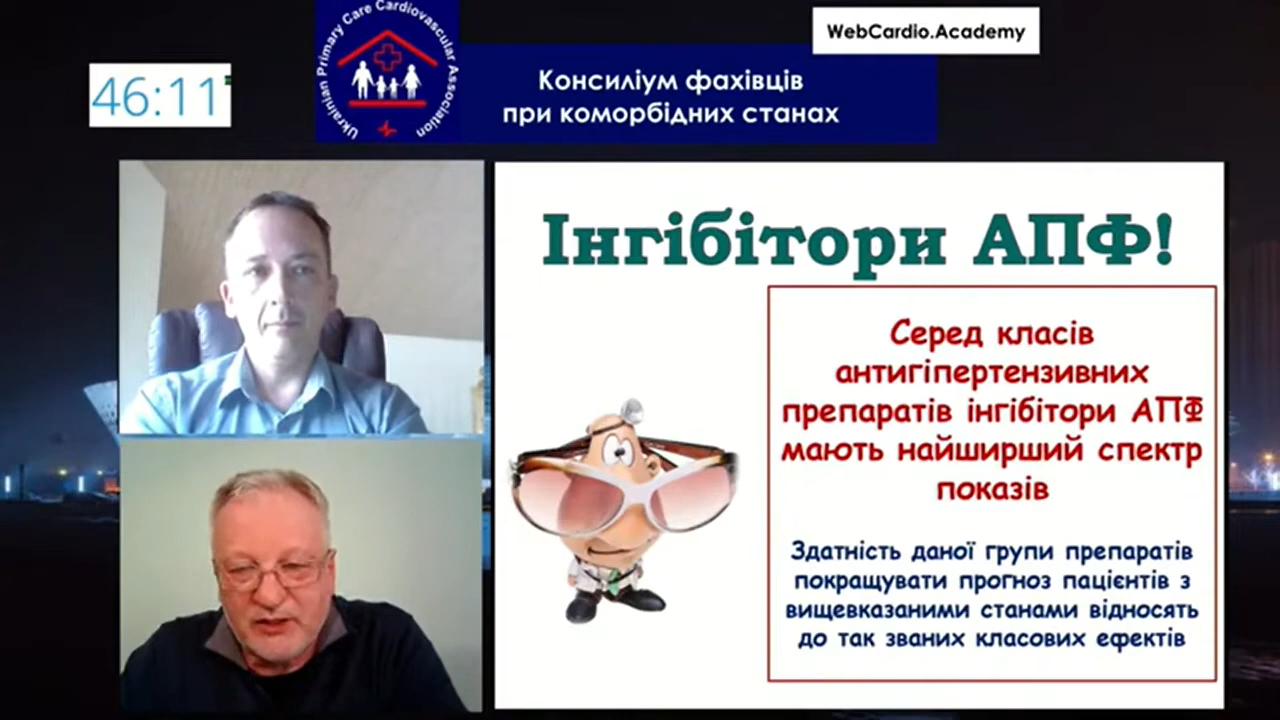 WebCardio.Academy
Ukrainian Primary Care Cardiovascular Association
46:11
Консиліум фахівців
при коморбідних станах
Інгібітори АПФ!
Серед класів
антигіпертензивних
препаратів інгібітори АПФ
мають найширший спектр
показів
Здатність даної групи препаратів
покращувати прогноз пацієнтів з
вищевказаними станами відносять
до так званих класових ефектів